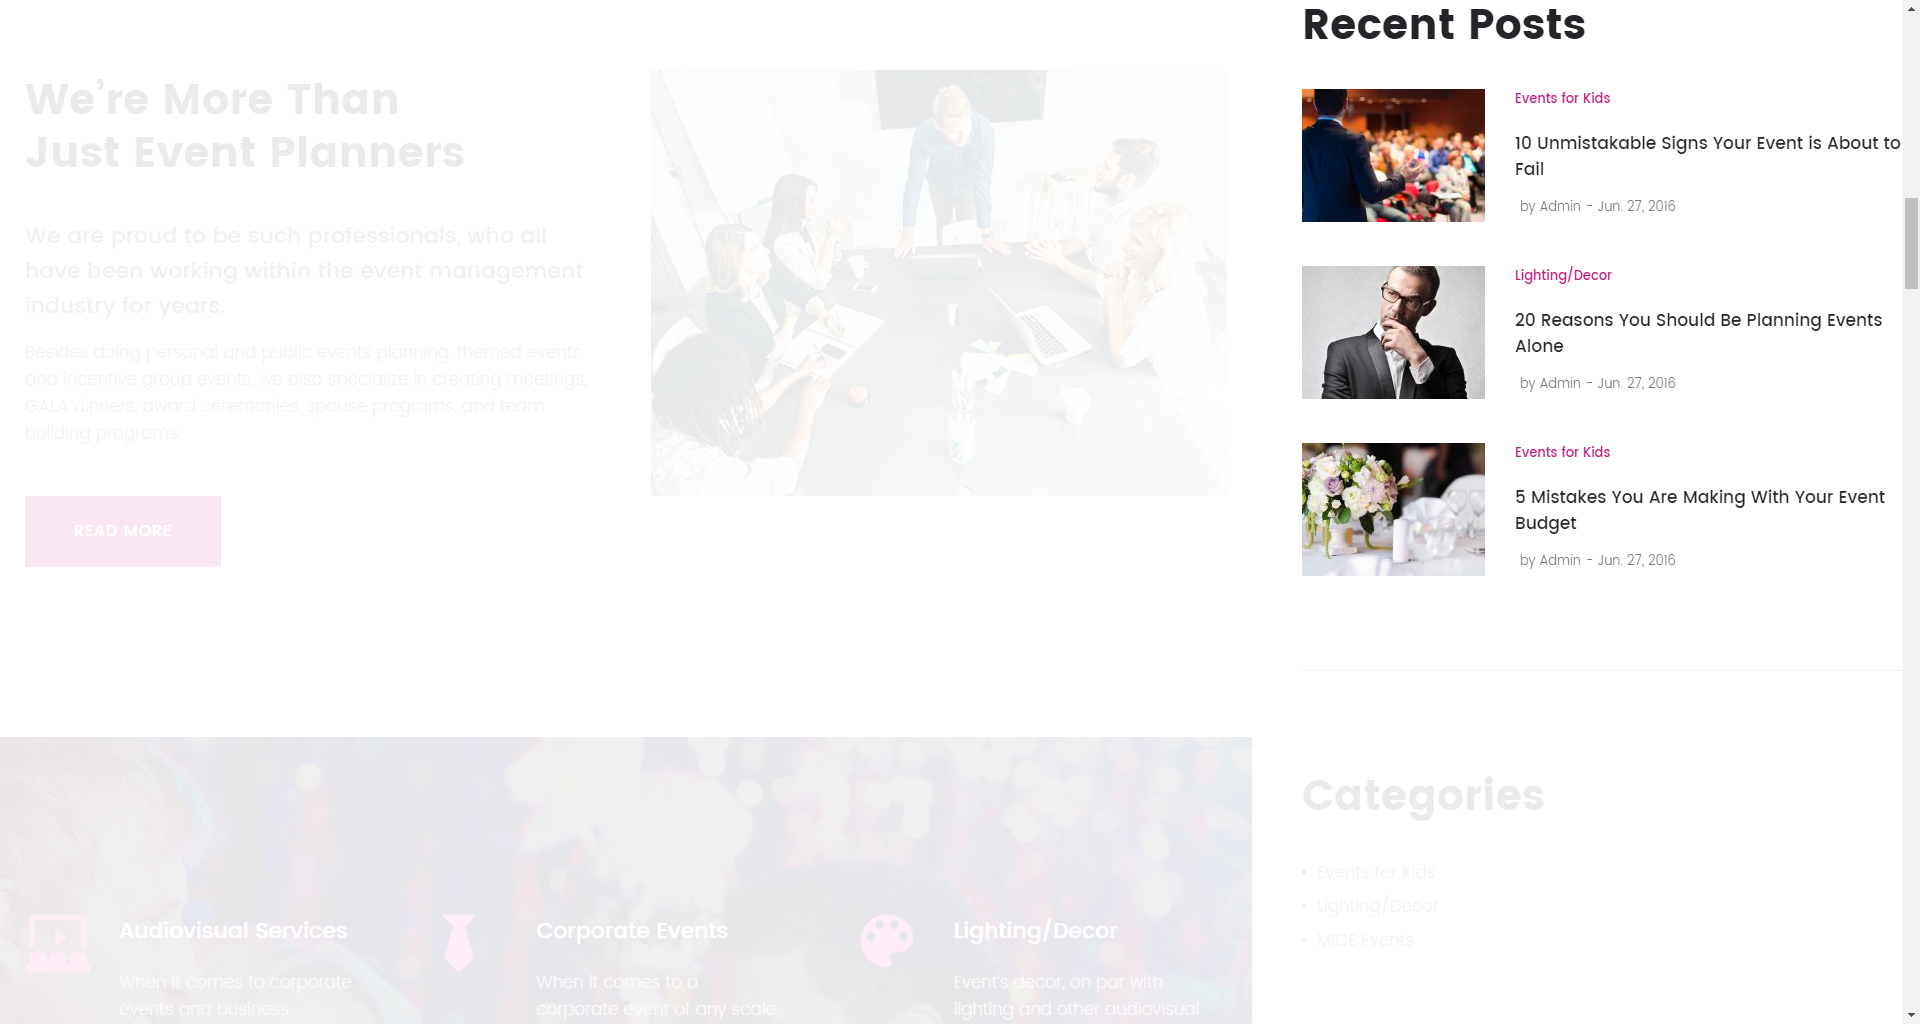 We're More Than
Just Event Planners
We are proud to be such professionals, who all
have been working within the event management
industry for years.
Besides doing personal and public events planning, themed events
and incentive group events, we also specialize in creating meetings,
GALA dinners, award ceremonies, spouse programs, and team
building programs.
READ MORE
Audiovisual Services
When it comes to corporate
events and business
Corporate Events
When it comes to a
corporate event of any scale,
Lighting/Decor
Event's decor, on par with
lighting and other audiovisual
Recent Posts
Events for Kids
10 Unmistakable Signs Your Event is About to
Fail
by Admin - Jun. 27, 2016
Lighting/Decor
20 Reasons You Should Be Planning Events
Alone
by Admin - Jun. 27, 2016
Events for Kids
5 Mistakes You Are Making With Your Event
Budget
by Admin - Jun. 27, 2016
Categories
• Events for Kids
• Lighting/Decor
• MICE Events